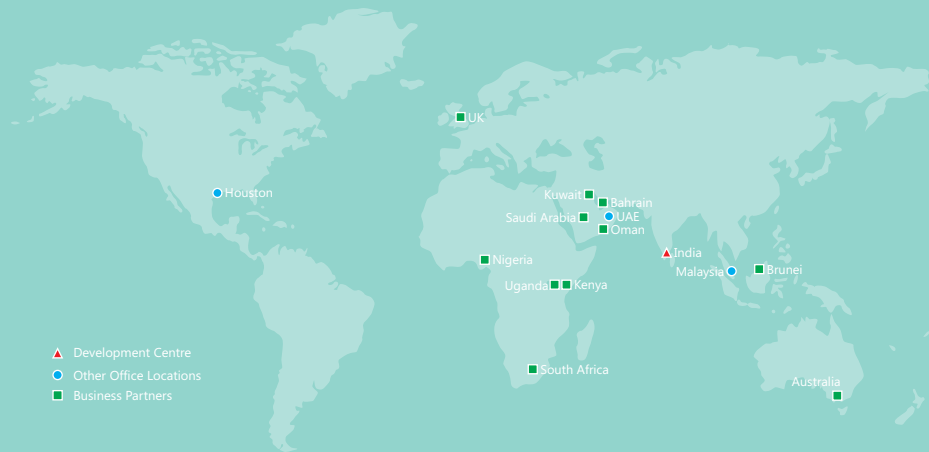 UK
Houston
Kuwait
Bahrain
Saudi Arabia
UAE
Oman
India
Nigeria
Malaysia
Brunei
Uganda
Kenya
South Africa
Australia
Development Centre
Other Office Locations
Business Partners